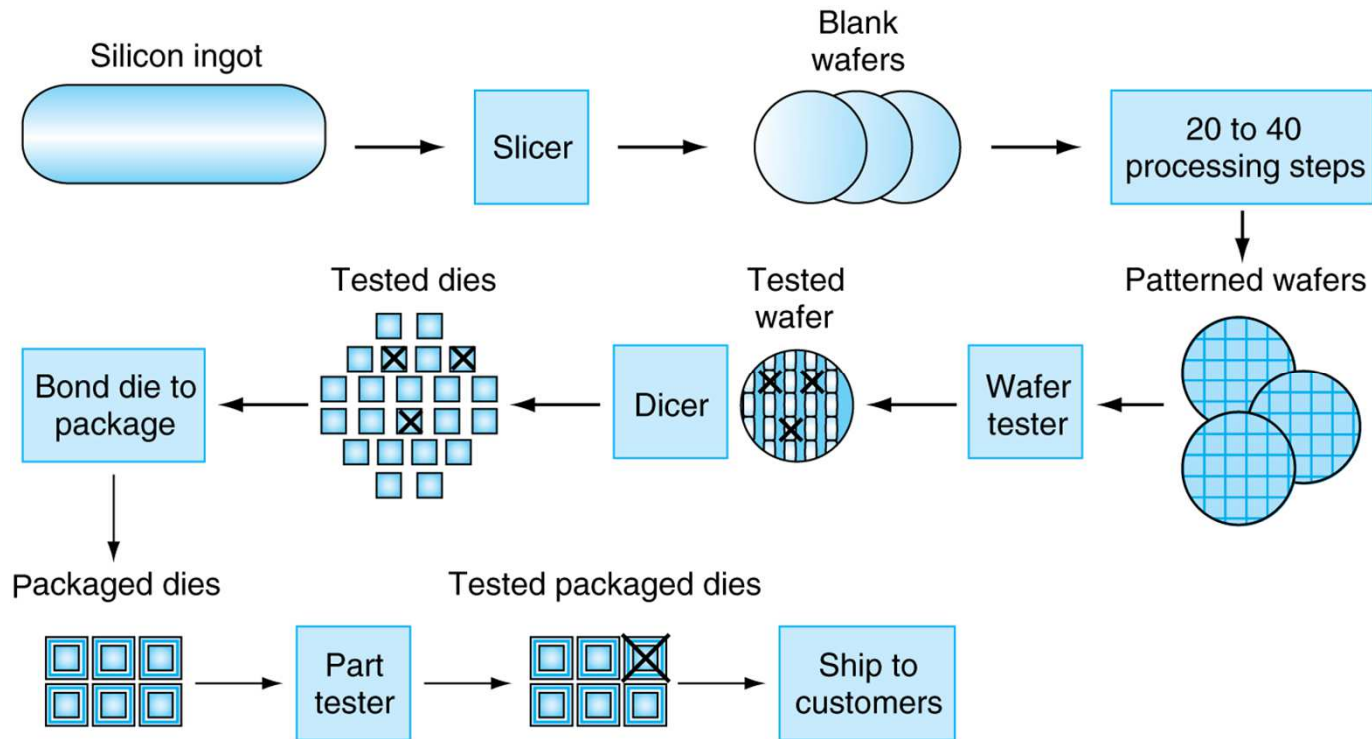 Silicon ingot
Slicer
Blank
wafers
20 to 40
processing steps
Tested dies
Bond die to
package
Dicer
Tested
wafer
Wafer
tester
Patterned wafers
Packaged dies
Part
tester
Tested packaged dies
Ship to
customers